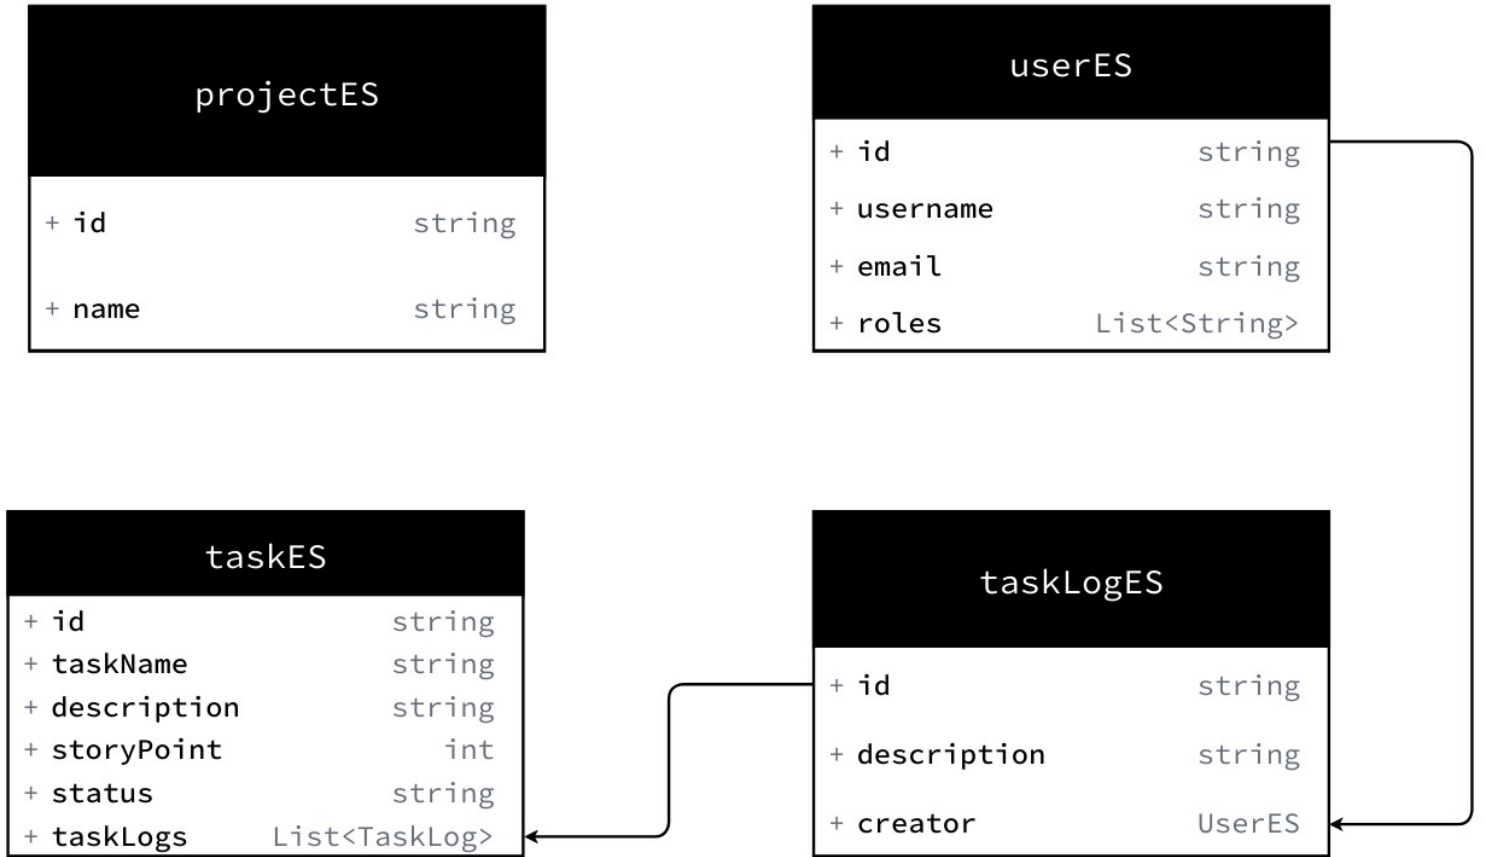 projectES
+ id string
+ name string
userES
+ id string
+ username string
+ email string
+ roles List<String>
taskES
+ id string
+ taskName string
+ description string
+ storyPoint int
+ status string
+ taskLogs List<TaskLog>
taskLogES
+ id string
+ description string
+ creator UserES